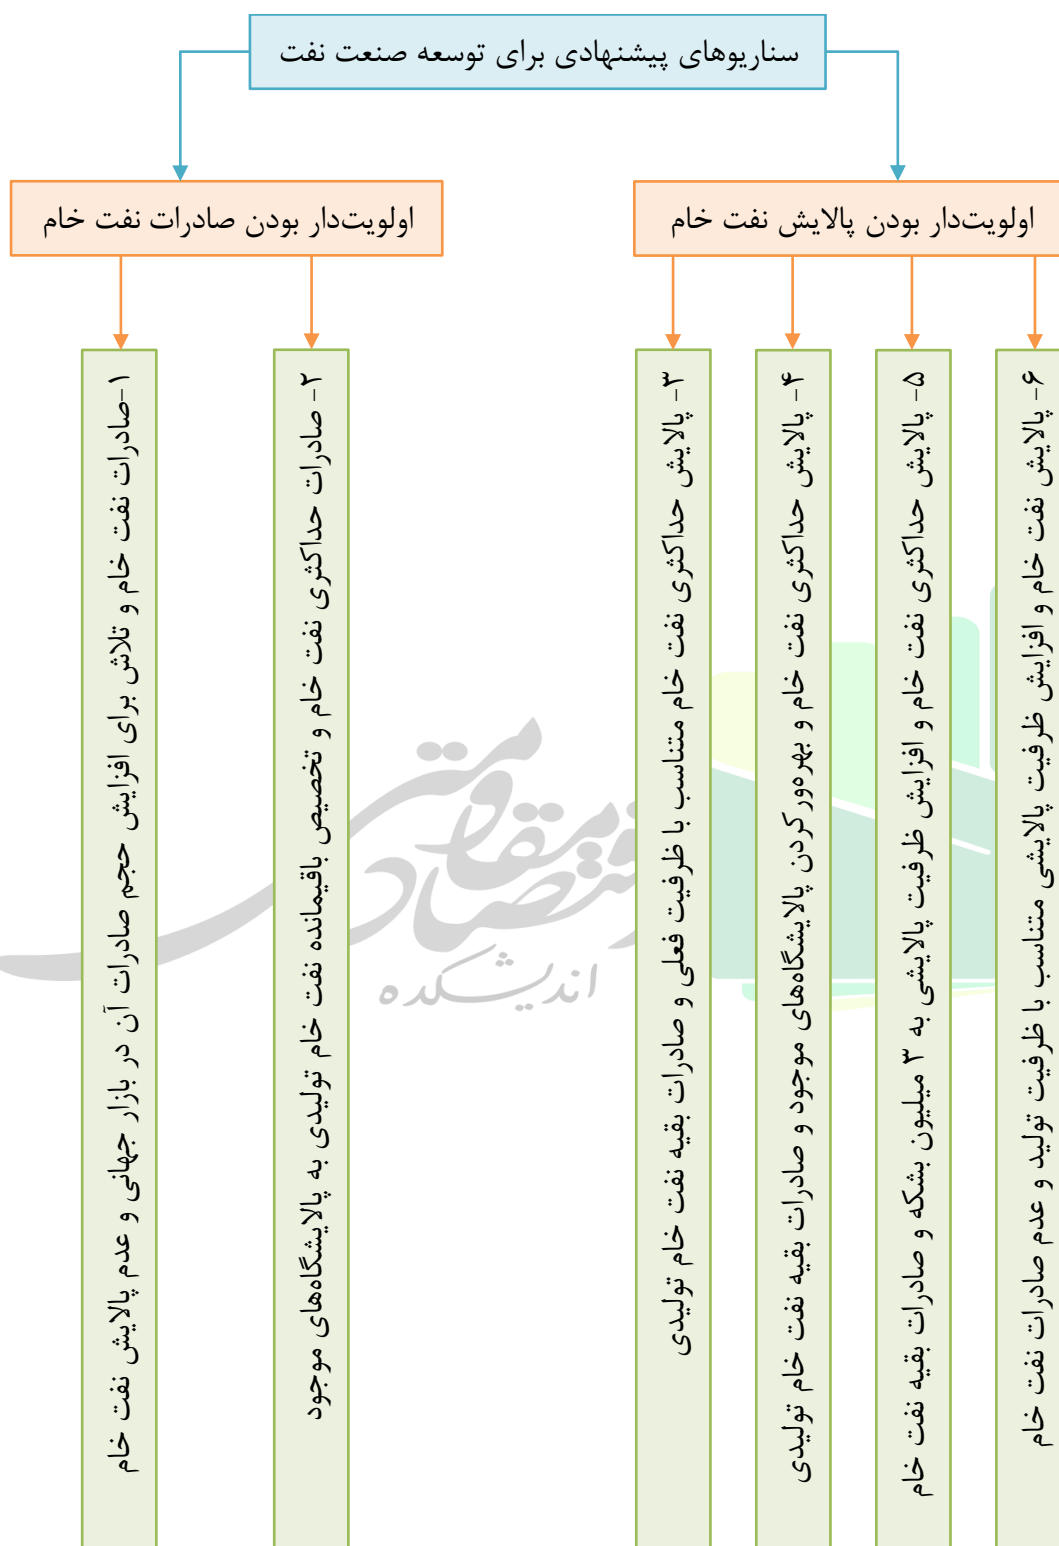 سناریوهای پیشنهادی برای توسعه صنعت نفت
اولویت‌دار بودن پالایش نفت خام
اولویت‌دار بودن صادرات نفت خام
۶- پالایش نفت خام و افزایش ظرفیت پالایشی متناسب با ظرفیت تولید و عدم صادرات نفت خام
۵- پالایش حداکثری نفت خام و افزایش ظرفیت پالایشی به ۳ میلیون بشکه و صادرات بقیه نفت خام
۴- پالایش حداکثری نفت خام و بهره‌ور کردن پالایشگاه‌های موجود و صادرات بقیه نفت خام تولیدی
۳- پالایش حداکثری نفت خام متناسب با ظرفیت فعلی و صادرات بقیه نفت خام تولیدی
۲- صادرات حداکثری نفت خام و تخصیص باقیمانده نفت خام تولیدی به پالایشگاه‌های موجود
۱-صادرات نفت خام و تلاش برای افزایش حجم صادرات آن در بازار جهانی و عدم پالایش نفت خام
اندیشکده